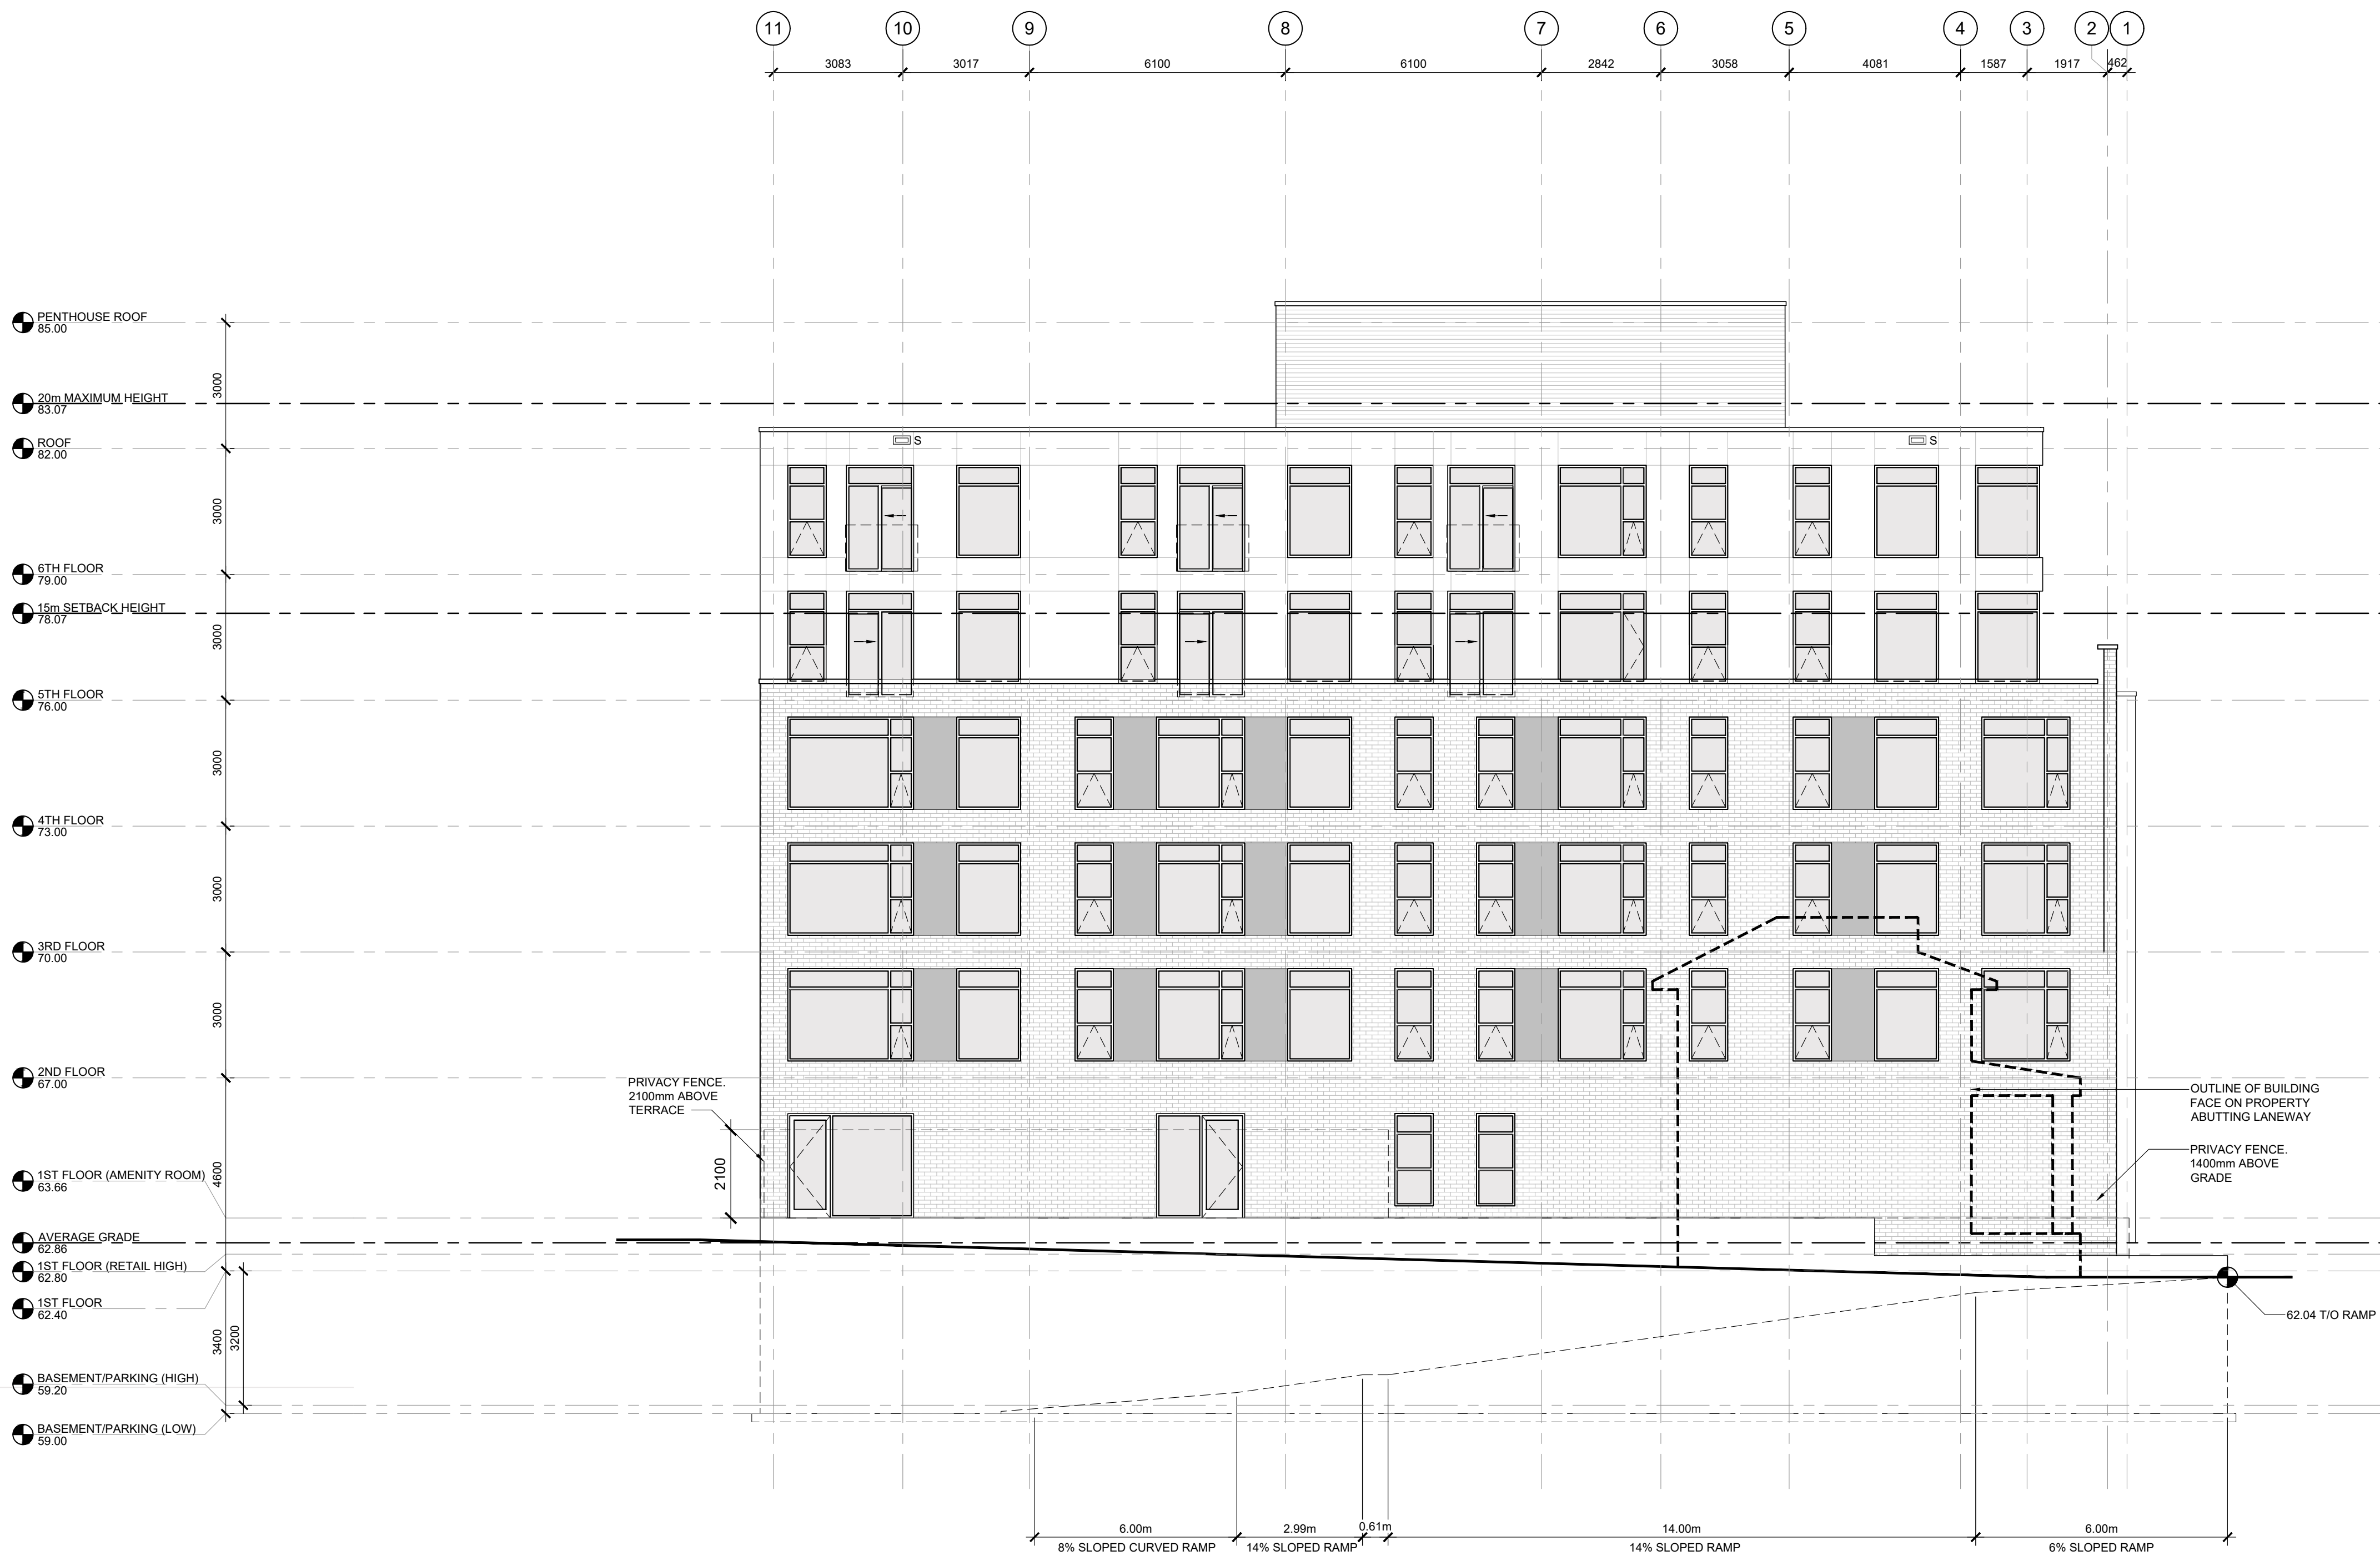 11 10 9 8 7 6 5 4 3 2 1
3083 3017 6100 6100 2842 3058 4081 1587 1917 462
PENTHOUSE ROOF
85.00
3000
20m MAXIMUM HEIGHT
83.07
ROOF
82.00
S
S
3000
6TH FLOOR
79.00
15m SETBACK HEIGHT
78.07
3000
5TH FLOOR
76.00
3000
4TH FLOOR
73.00
3000
3RD FLOOR
70.00
3000
2ND FLOOR
67.00
PRIVACY FENCE.
2100mm ABOVE
TERRACE
2100
OUTLINE OF BUILDING
FACE ON PROPERTY
ABUTTING LANEWAY
PRIVACY FENCE.
1400mm ABOVE
GRADE
4600
1ST FLOOR (AMENITY ROOM)
63.66
AVERAGE GRADE
62.86
1ST FLOOR (RETAIL HIGH)
62.80
1ST FLOOR
62.40
62.04 T/O RAMP
3400
3200
BASEMENT/PARKING (HIGH)
59.20
BASEMENT/PARKING (LOW)
59.00
6.00m 2.99m 0.61m 14.00m 6.00m
8% SLOPED CURVED RAMP 14% SLOPED RAMP 14% SLOPED RAMP 6% SLOPED RAMP